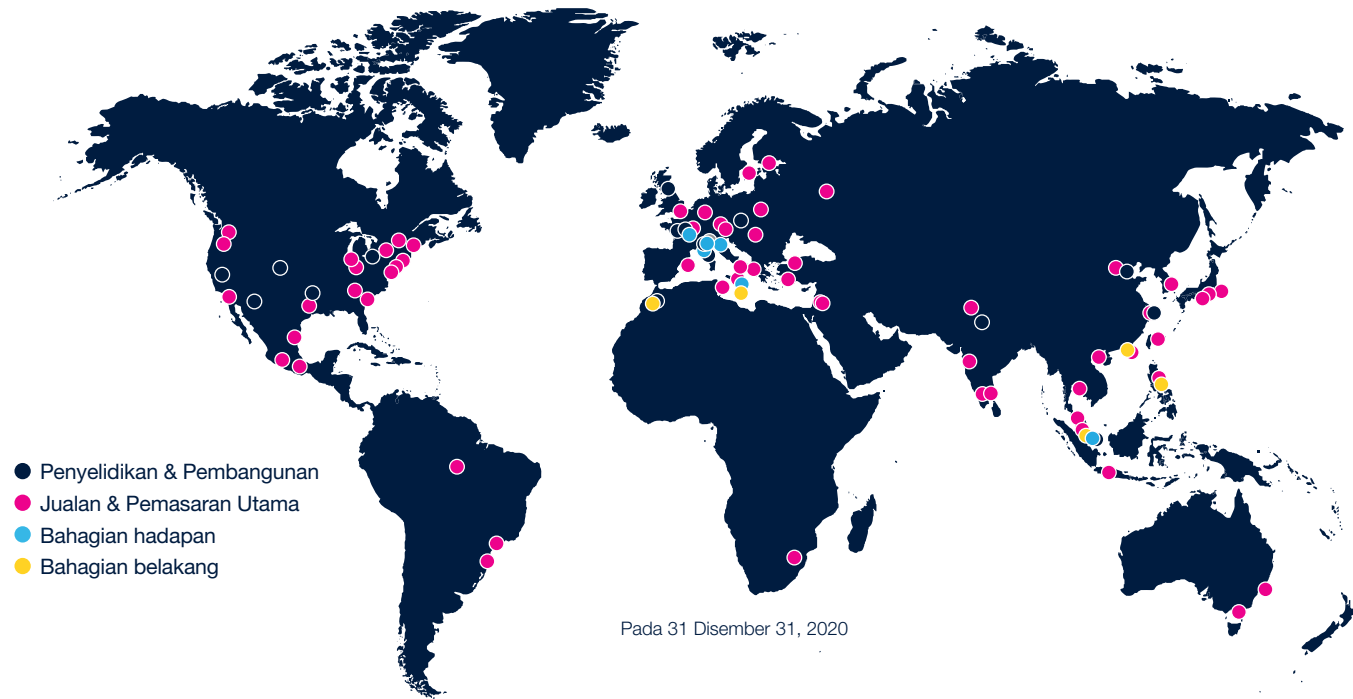 Penyelidikan & Pembangunan
Jualan & Pemasaran Utama
Bahagian hadapan
Bahagian belakang
Pada 31 Disember 31, 2020